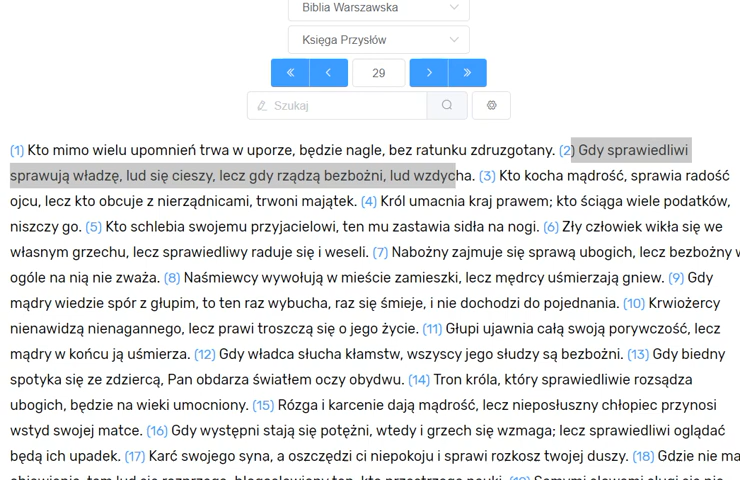 Biblia Warszawska
Księga Przysłów
29
Szukaj
(1) Kto mimo wielu upomnień trwa w uporze, będzie nagle, bez ratunku zdruzgotany. (2) Gdy sprawiedliwi
sprawują władzę, lud się cieszy, lecz gdy rządzą bezbożni, lud wzdycha. (3) Kto kocha mądrość, sprawia radość
ojcu, lecz kto obcuje z nierządnicami, trwoni majątek. (4) Król umacnia kraj prawem; kto ściąga wiele podatków,
niszczy go. (5) Kto schlebia swojemu przyjacielowi, ten mu zastawia sidła na nogi. (6) Zły człowiek wikła się we
własnym grzechu, lecz sprawiedliwy raduje się i weseli. (7) Nabożny zajmuje się sprawą ubogich, lecz bezbożny w
ogóle na nią nie zważa. (8) Naśmiewcy wywołują w mieście zamieszki, lecz mędrcy uśmierzają gniew. (9) Gdy
mądry wiedzie spór z głupim, to ten raz wybucha, raz się śmieje, i nie dochodzi do pojednania. (10) Krwiożercy
nienawidzą nienagannego, lecz prawi troszczą się o jego życie. (11) Głupi ujawnia całą swoją porywczość, lecz
mądry w końcu ją uśmierza. (12) Gdy władca słucha kłamstw, wszyscy jego słudzy są bezbożni. (13) Gdy biedny
spotyka się ze zdziercą, Pan obdarza światłem oczy obydwu. (14) Tron króla, który sprawiedliwie rozsądza
ubogich, będzie na wieki umocniony. (15) Rózga i karcenie dają mądrość, lecz nieposłuszny chłopiec przynosi
wstyd swojej matce. (16) Gdy występni stają się potężni, wtedy i grzech się wzmaga; lecz sprawiedliwi oglądać
będą ich upadek. (17) Karć swojego syna, a oszczędzi ci niepokoju i sprawi rozkosz twojej duszy. (18) Gdzie nie ma